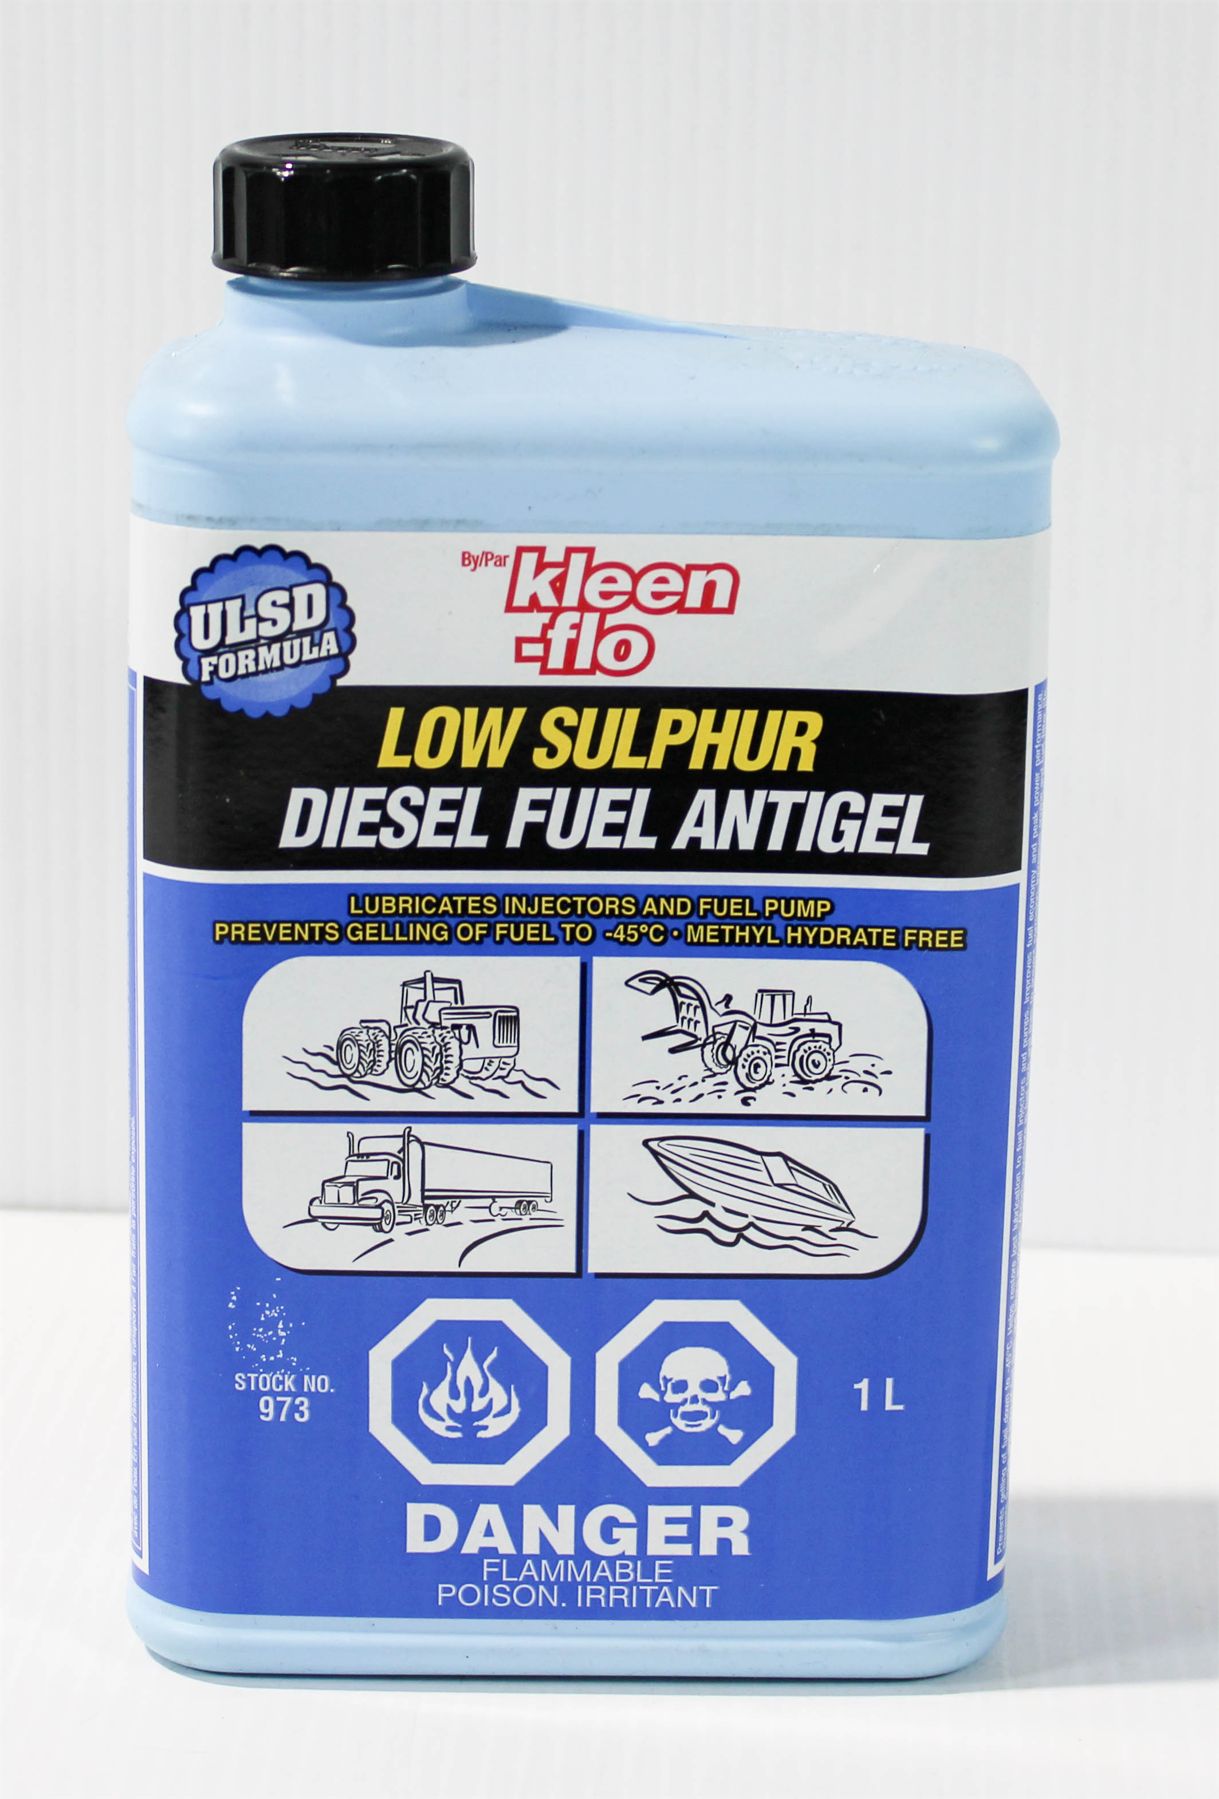 By/Par kleen
-flo
ULSD
FORMULA
LOW SULPHUR
DIESEL FUEL ANTIGEL
LUBRICATES INJECTORS AND FUEL PUMP
PREVENTS GELLING OF FUEL TO -45°C • METHYL HYDRATE FREE
STOCK NO.
973
1 L
DANGER
FLAMMABLE
POISON. IRRITANT